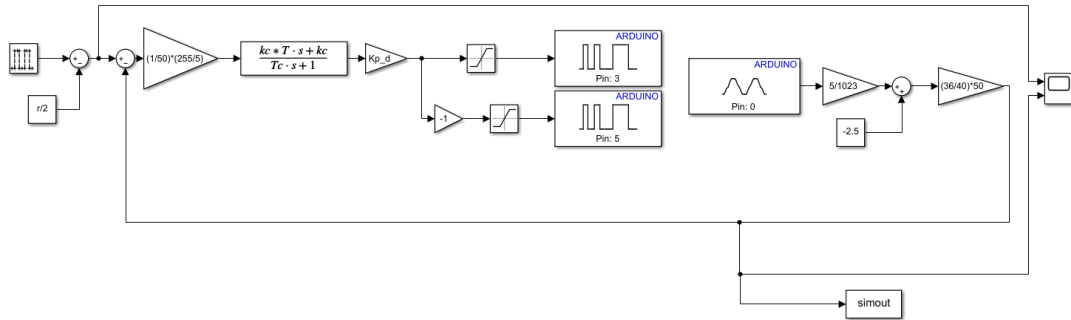 r/2
+
−
+
−
(1/50)*(255/5)
kc * T · s + kc
Tc · s + 1
Kp_d
-1
ARDUINO
Pin: 3
ARDUINO
Pin: 5
ARDUINO
Pin: 0
5/1023
+
+
-2.5
(36/40)*50
simout